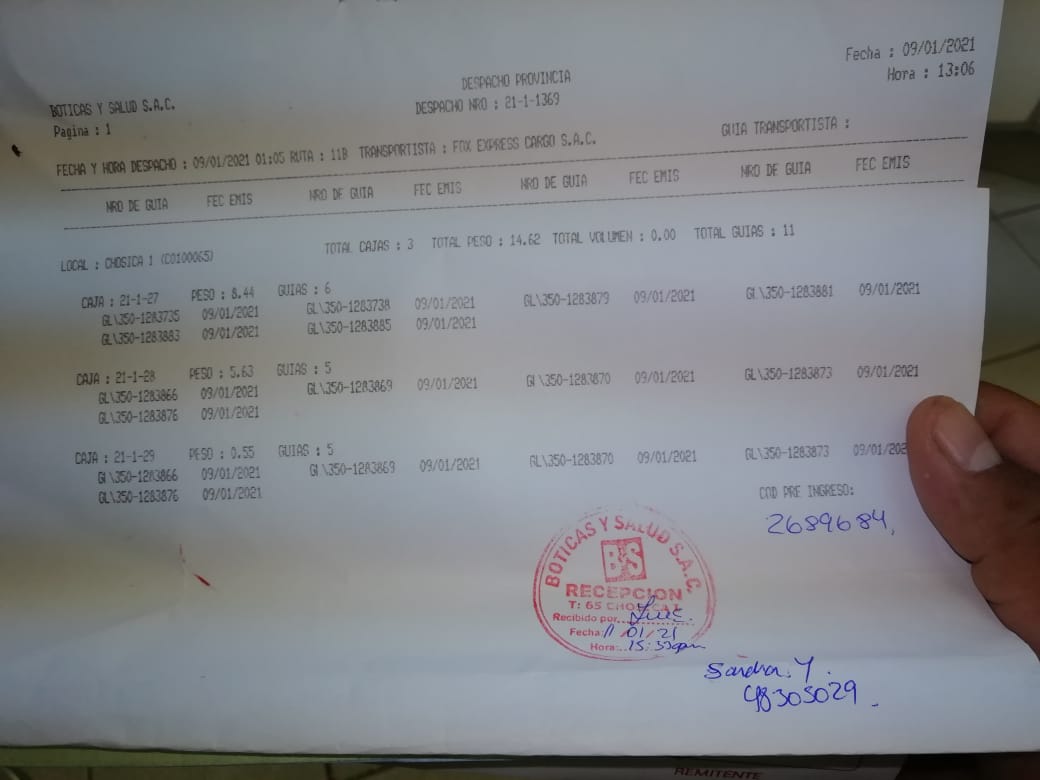 Fecha : 09/01/2021
Hora : 13:06
DESPACHO PROVINCIA
BOTICAS Y SALUD S.A.C.
DESPACHO NRO : 21-1-1369
Pagina : 1
GUIA TRANSPORTISTA :
FECHA Y HORA DESPACHO : 09/01/2021 01:05 RUTA : 11B TRANSPORTISTA : FOX EXPRESS CARGO S.A.C.
NRO DE GUIA FEC EMIS NRO DE GUIA FEC EMIS NRO DE GUIA FEC EMIS NRO DE GUIA FEC EMIS
LOCAL : CHOSICA 1 (C0100065) TOTAL CAJAS : 3 TOTAL PESO : 14.62 TOTAL VOLUMEN : 0.00 TOTAL GUIAS : 11
CAJA : 21-1-27 PESO : 8.44 GUIAS : 6
GL\350-1283735 09/01/2021 GL\350-1283738 09/01/2021 GL\350-1283879 09/01/2021 GL\350-1283881 09/01/2021
GL\350-1283883 09/01/2021 GL\350-1283885 09/01/2021
CAJA : 21-1-28 PESO : 5.63 GUIAS : 5
GL\350-1283866 09/01/2021 GL\350-1283869 09/01/2021 GL\350-1283870 09/01/2021 GL\350-1283873 09/01/2021
GL\350-1283876 09/01/2021
CAJA : 21-1-29 PESO : 0.55 GUIAS : 5
GL\350-1283866 09/01/2021 GL\350-1283869 09/01/2021 GL\350-1283870 09/01/2021 GL\350-1283873 09/01/202
GL\350-1283876 09/01/2021
COD PRE INGRESO:
2689684,
BOTICAS Y SALUD S.A.C.
B&S
RECEPCION
T: 65 CHOSICA 1
Recibido por
Fecha: 01/21
Hora:
Sandra. Y.
48305029
REMITENTE